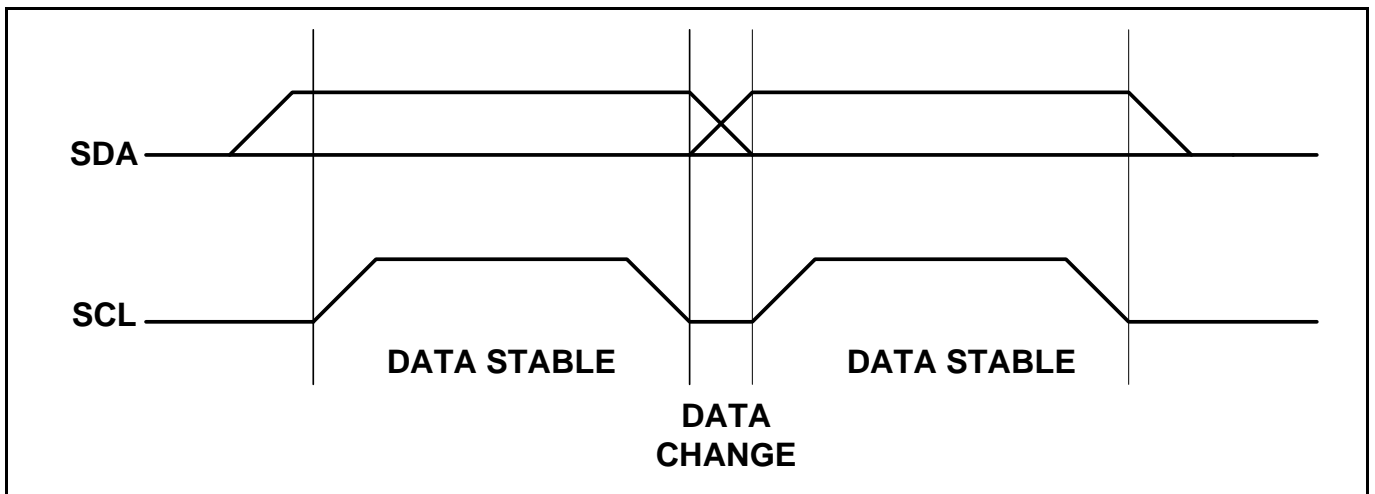 SDA
SCL
DATA STABLE
DATA STABLE
DATA
CHANGE